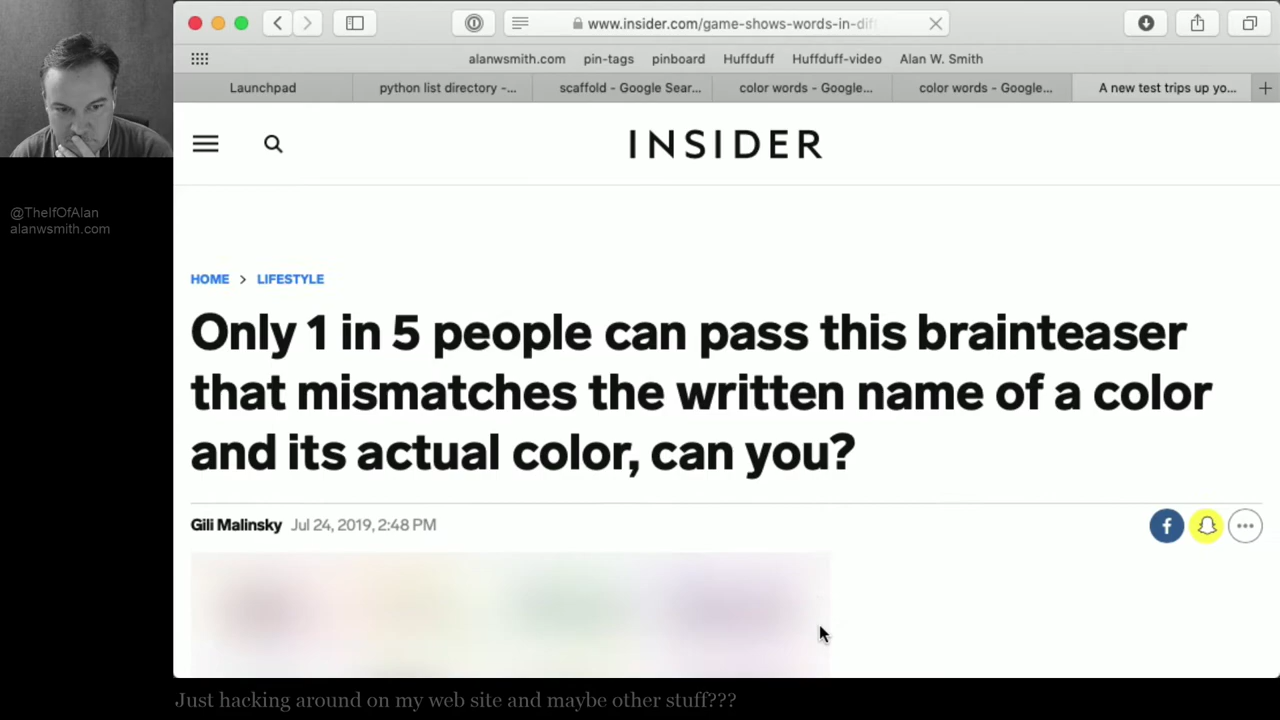 www.insider.com/game-shows-words-in-dif
alanwsmith.com pin-tags pinboard Huffduff Huffduff-video Alan W. Smith
Launchpad python list directory -... scaffold - Google Sear... color words - Google... color words - Google... A new test trips up yo...
INSIDER
@TheIfOfAlan
alanwsmith.com
HOME > LIFESTYLE
Only 1 in 5 people can pass this brainteaser
that mismatches the written name of a color
and its actual color, can you?
Gili Malinsky Jul 24, 2019, 2:48 PM
Just hacking around on my web site and maybe other stuff???